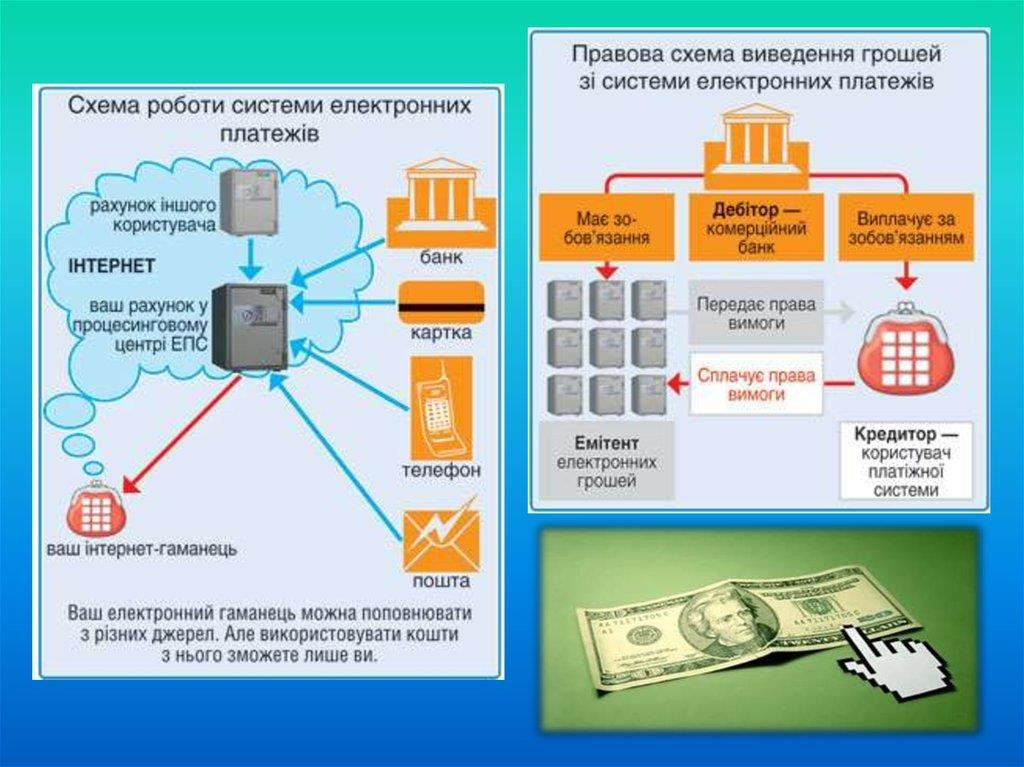 Схема роботи системи електронних
платежів
рахунок іншого
користувача
ІНТЕРНЕТ
ваш рахунок у
процесинговому
центрі ЕПС
банк
картка
телефон
пошта
ваш інтернет-гаманець
Ваш електронний гаманець можна поповнювати
з різних джерел. Але використовувати кошти
з нього зможете лише ви.
Правова схема виведення грошей
зі системи електронних платежів
Має зо-
бов’язання
Дебітор —
комерційний
банк
Виплачує за
зобов’язанням
Передає права
вимоги
Сплачує права
вимоги
Емітент
електронних
грошей
Кредитор —
користувач
платіжної
системи